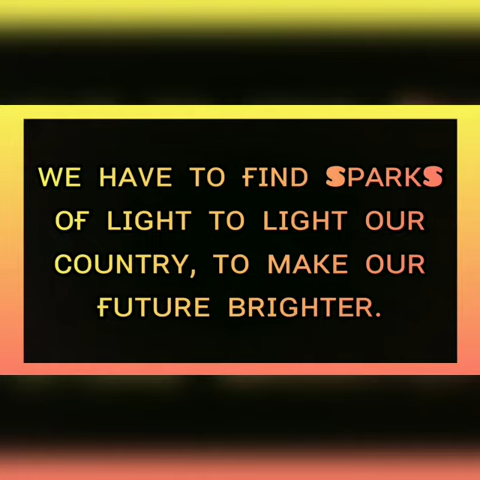 WE HAVE TO FIND SPARKS
OF LIGHT TO LIGHT OUR
COUNTRY, TO MAKE OUR
FUTURE BRIGHTER.